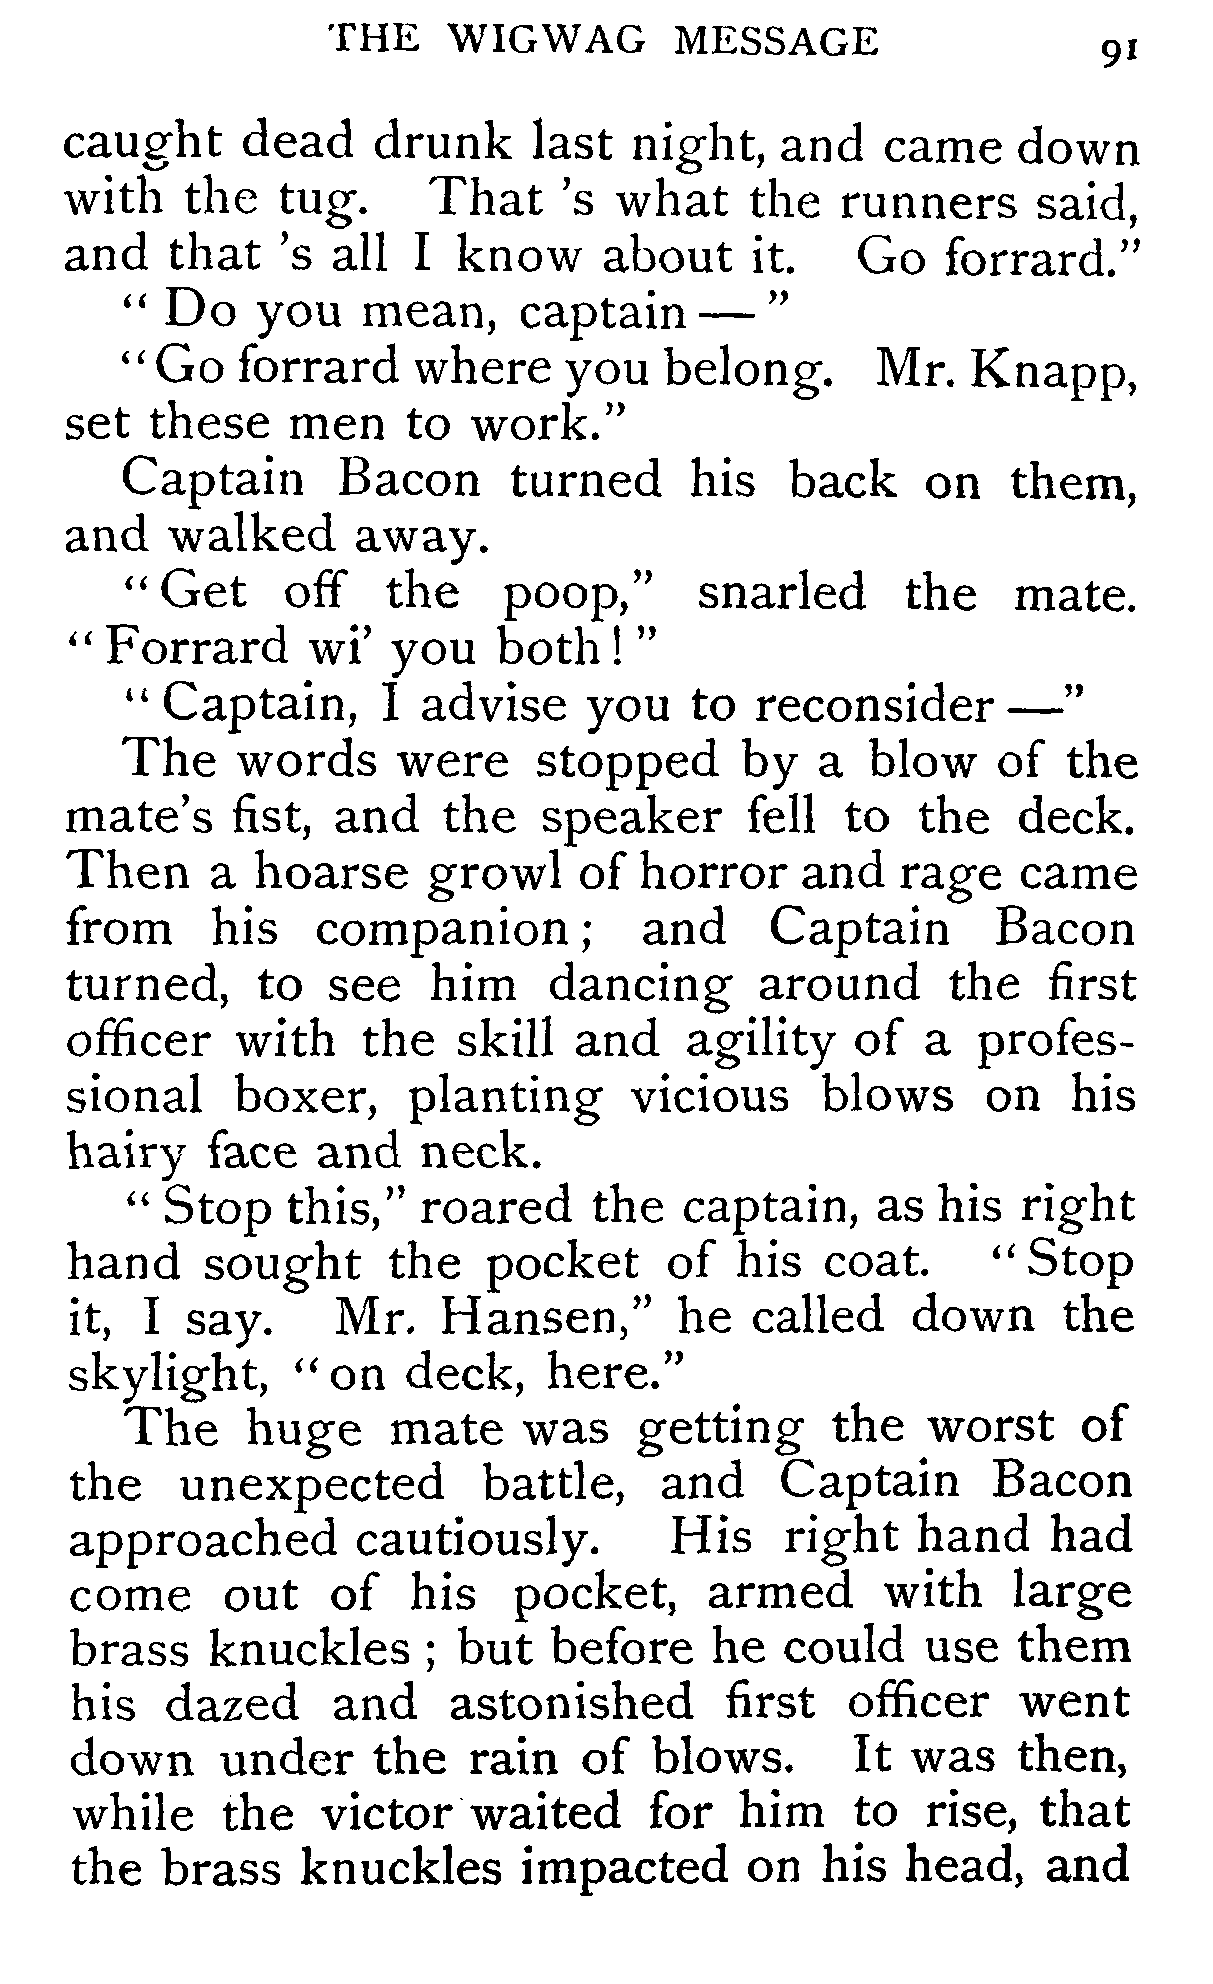 THE WIGWAG MESSAGE 91
caught dead drunk last night, and came down
with the tug. That 's what the runners said,
and that 's all I know about it. Go forrard."
" Do you mean, captain — "
"Go forrard where you belong. Mr. Knapp,
set these men to work."
Captain Bacon turned his back on them,
and walked away.
" Get off the poop," snarled the mate.
" Forrard wi' you both ! "
" Captain, I advise you to reconsider —"
The words were stopped by a blow of the
mate's fist, and the speaker fell to the deck.
Then a hoarse growl of horror and rage came
from his companion ; and Captain Bacon
turned, to see him dancing around the first
officer with the skill and agility of a profes-
sional boxer, planting vicious blows on his
hairy face and neck.
" Stop this," roared the captain, as his right
hand sought the pocket of his coat. " Stop
it, I say. Mr. Hansen," he called down the
skylight, " on deck, here."
The huge mate was getting the worst of
the unexpected battle, and Captain Bacon
approached cautiously. His right hand had
come out of his pocket, armed with large
brass knuckles ; but before he could use them
his dazed and astonished first officer went
down under the rain of blows. It was then,
while the victor waited for him to rise, that
the brass knuckles impacted on his head, and